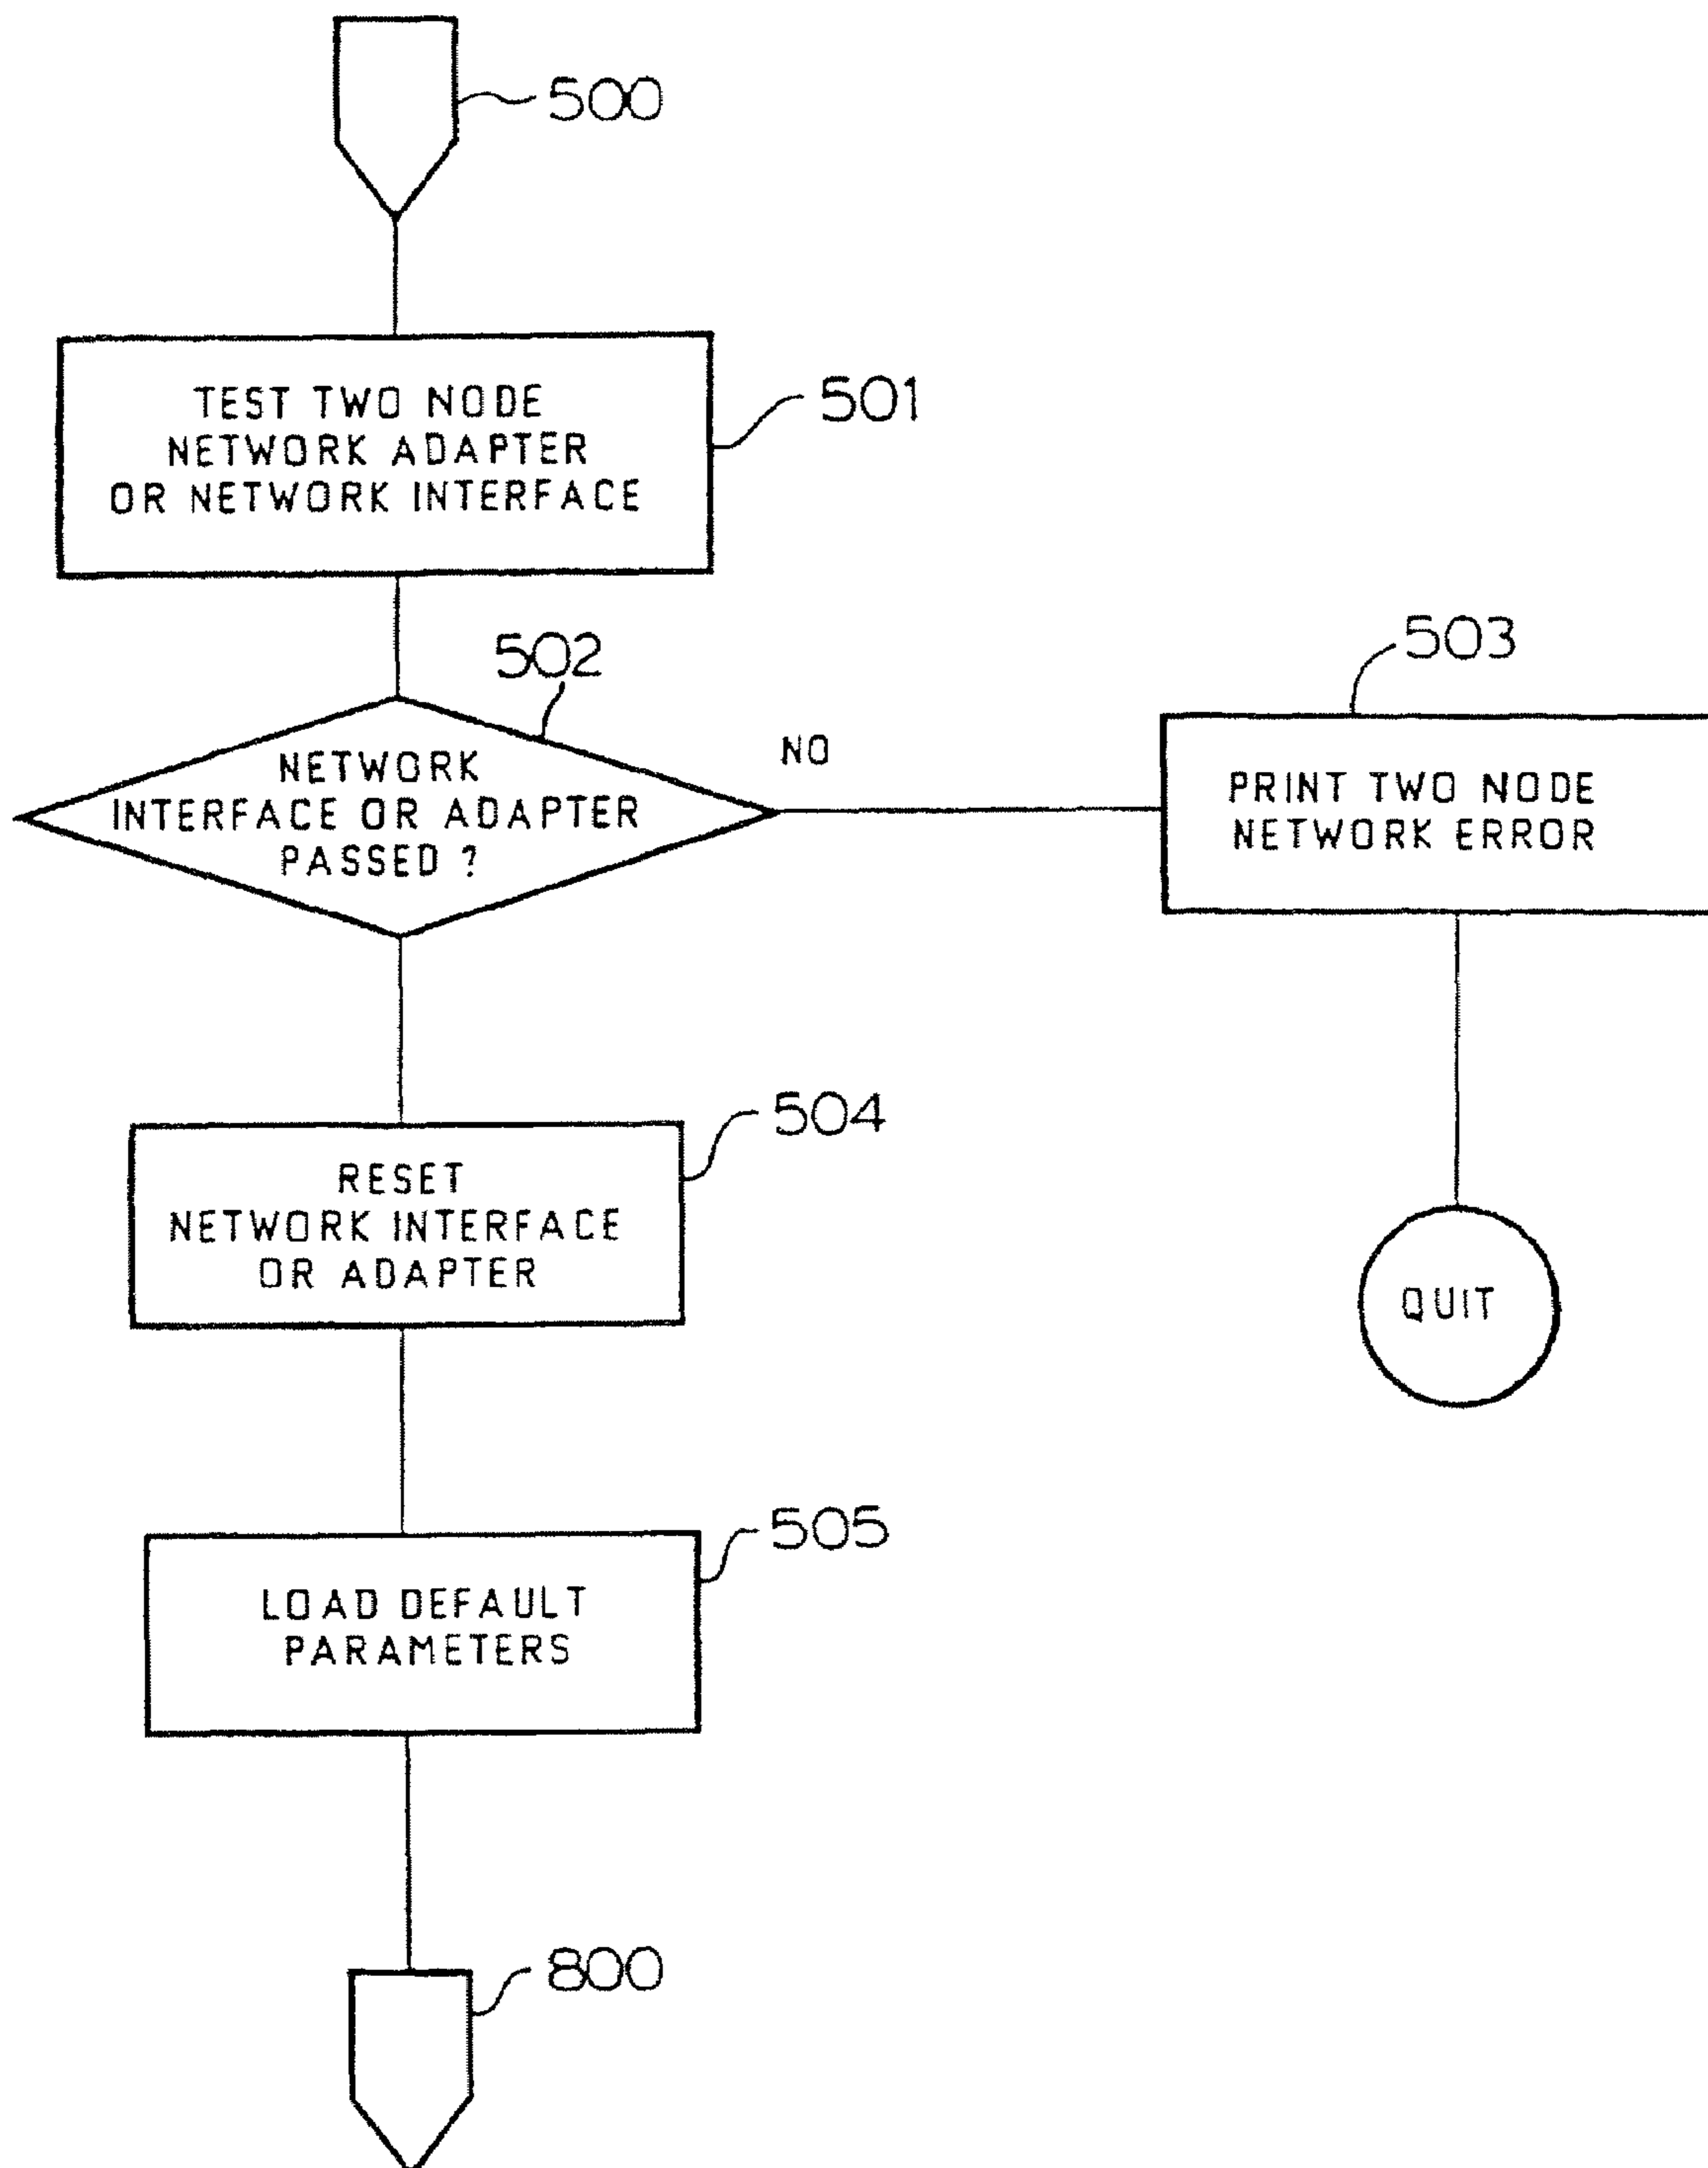 500
TEST TWO NODE
NETWORK ADAPTER
OR NETWORK INTERFACE
501
502
NETWORK
INTERFACE OR ADAPTER
PASSED ?
NO
503
PRINT TWO NODE
NETWORK ERROR
504
RESET
NETWORK INTERFACE
OR ADAPTER
QUIT
505
LOAD DEFAULT
PARAMETERS
800